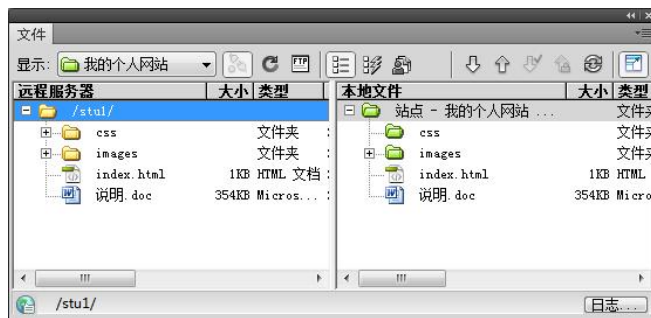 文件
显示: 我的个人网站 FTP
远程服务器 大小 类型
/stu1/
css 文件夹
images 文件夹
index.html 1KB HTML 文档
说明.doc 354KB Micros...
本地文件 大小 类型
站点 - 我的个人网站 ... 文件夹
css 文件夹
images 文件夹
index.html 1KB HTML
说明.doc 354KB Micro
/stu1/ 日志...